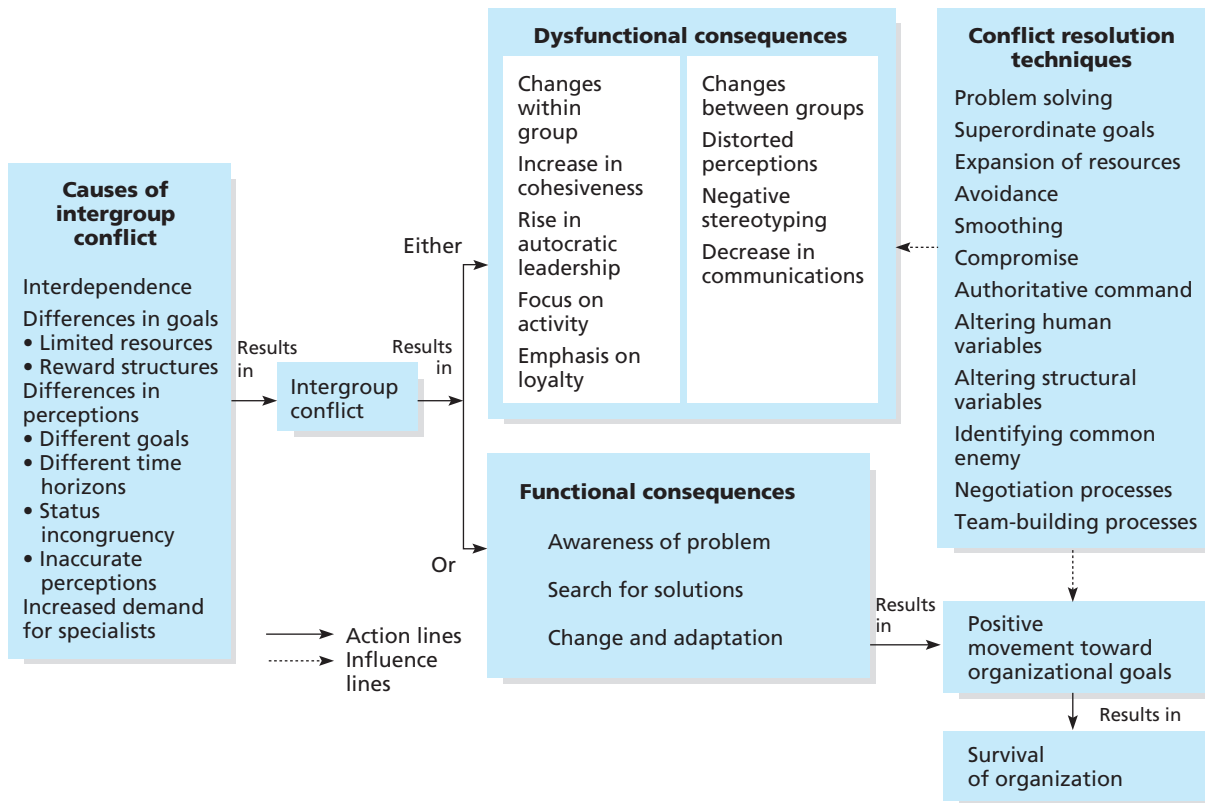 Causes of
intergroup
conflict
Interdependence
Differences in goals
• Limited resources
• Reward structures
Differences in
perceptions
• Different goals
• Different time
horizons
• Status
incongruency
• Inaccurate
perceptions
Increased demand
for specialists
Results
in
Intergroup
conflict
Results
in
Either
Or
Dysfunctional consequences
Changes
within
group
Increase in
cohesiveness
Rise in
autocratic
leadership
Focus on
activity
Emphasis on
loyalty
Changes
between groups
Distorted
perceptions
Negative
stereotyping
Decrease in
communications
Functional consequences
Awareness of problem
Search for solutions
Change and adaptation
Results
in
Conflict resolution
techniques
Problem solving
Superordinate goals
Expansion of resources
Avoidance
Smoothing
Compromise
Authoritative command
Altering human
variables
Altering structural
variables
Identifying common
enemy
Negotiation processes
Team-building processes
Positive
movement toward
organizational goals
Results in
Survival
of organization
Action lines
Influence
lines